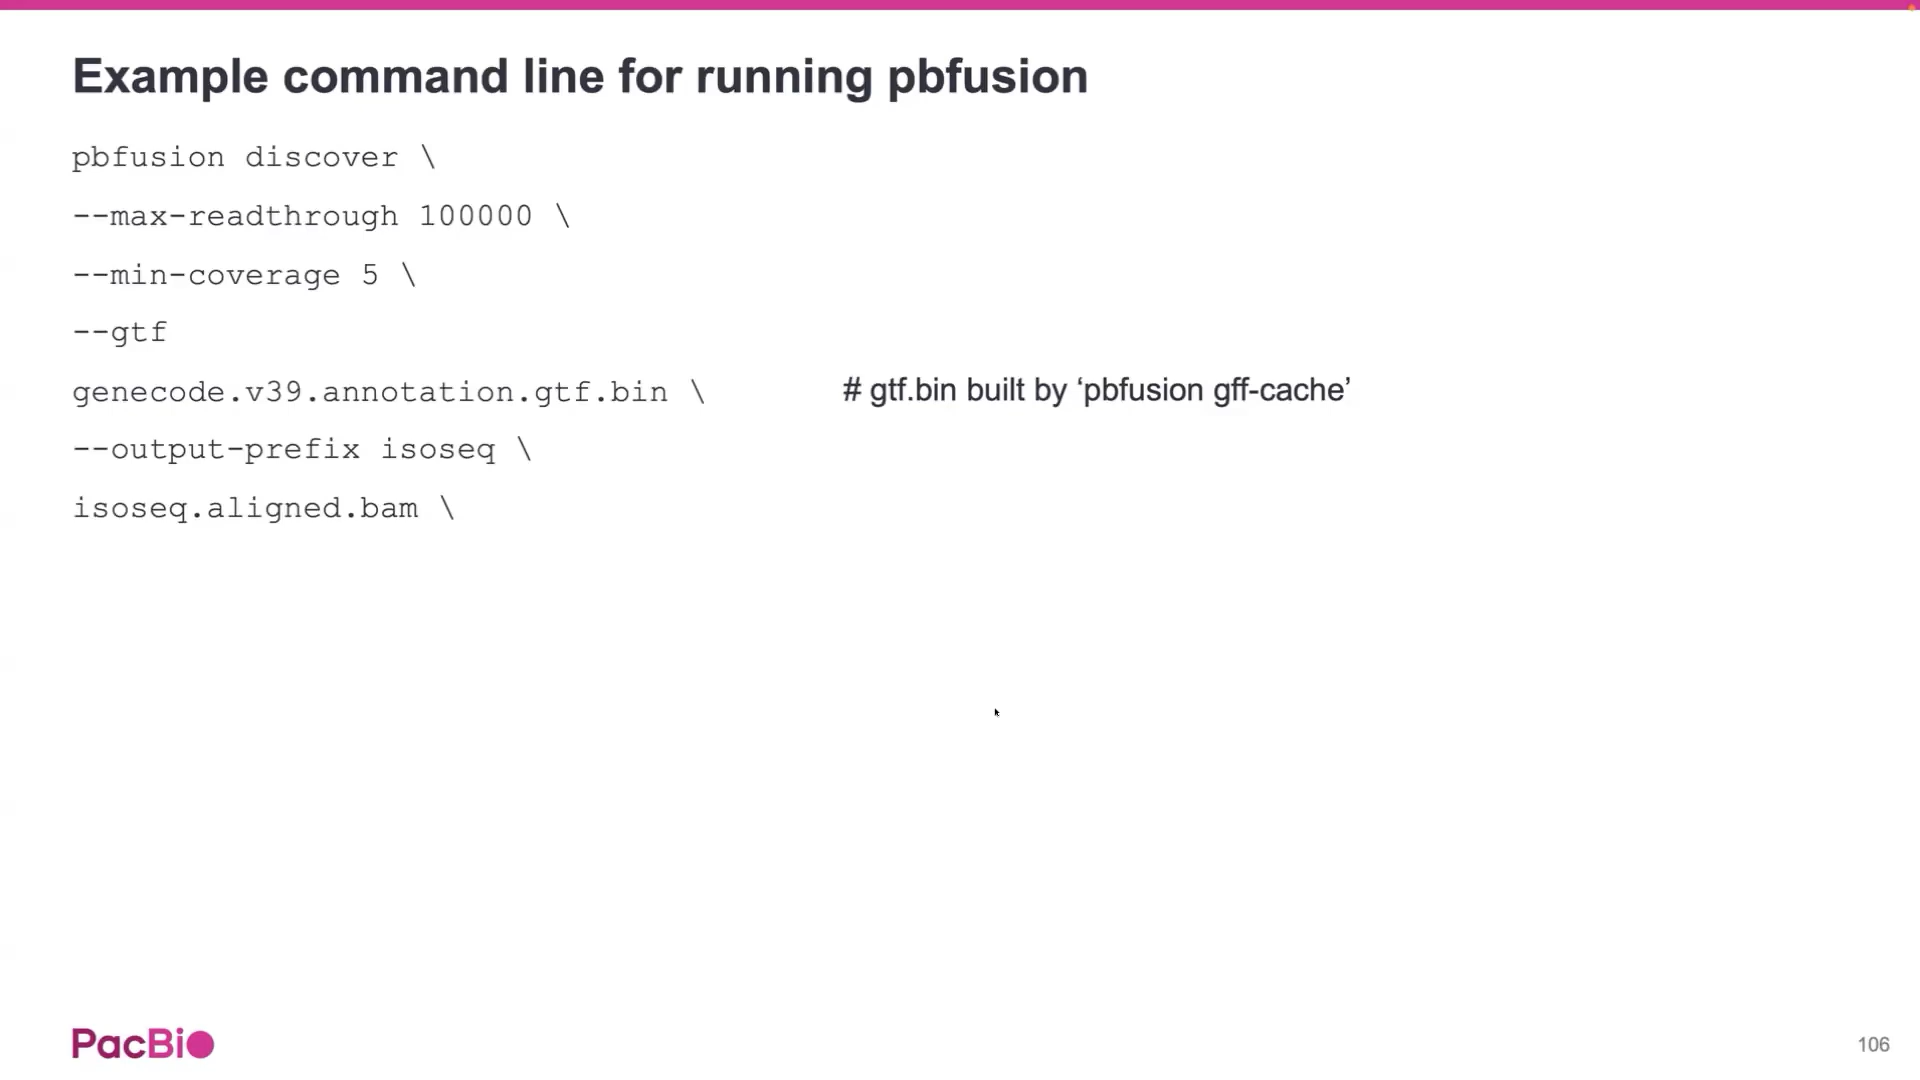 Example command line for running pbfusion
pbfusion discover \
--max-readthrough 100000 \
--min-coverage 5 \
--gtf
genecode.v39.annotation.gtf.bin \ # gtf.bin built by ‘pbfusion gff-cache’
--output-prefix isoseq \
isoseq.aligned.bam \
PacBio
106